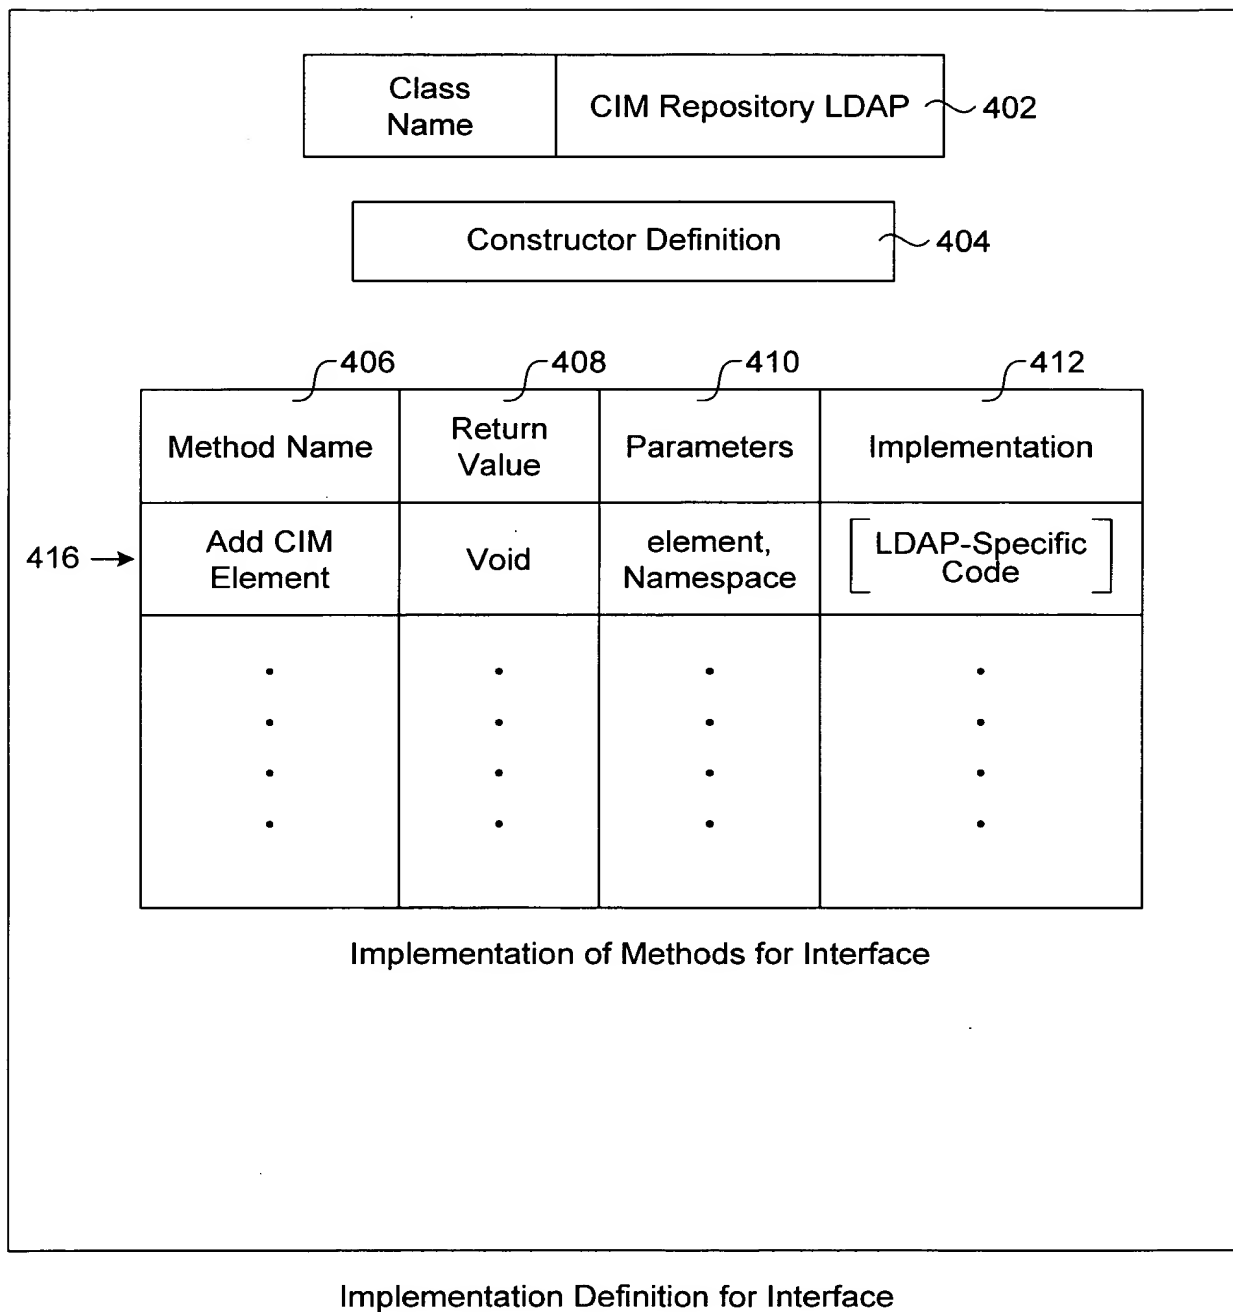 Class
Name
CIM Repository LDAP
402
Constructor Definition
404
406
408
410
412
Method Name
Return
Value
Parameters
Implementation
416
Add CIM
Element
Void
element,
Namespace
LDAP-Specific
Code
Implementation of Methods for Interface
Implementation Definition for Interface